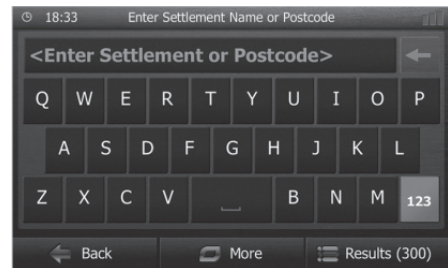 18:33 Enter Settlement Name or Postcode
<Enter Settlement or Postcode>
Q W E R T Y U I O P
A S D F G H J K L
Z X C V B N M 123
Back More Results (300)